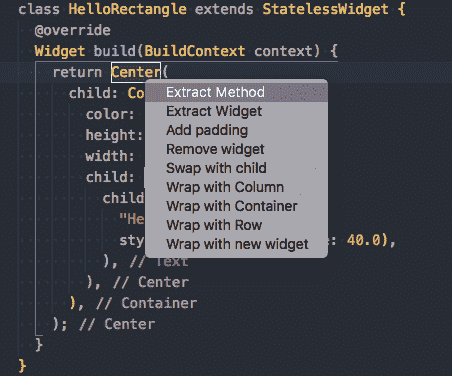 class HelloRectangle extends StatelessWidget {
@override
Widget build(BuildContext context) {
return Center(
child: Co
color:
height:
width:
child:
child
"He
sty e: 40.0),
), // Text
), // Center
), // Container
); // Center
}
}
Extract Method
Extract Widget
Add padding
Remove widget
Swap with child
Wrap with Column
Wrap with Container
Wrap with Row
Wrap with new widget